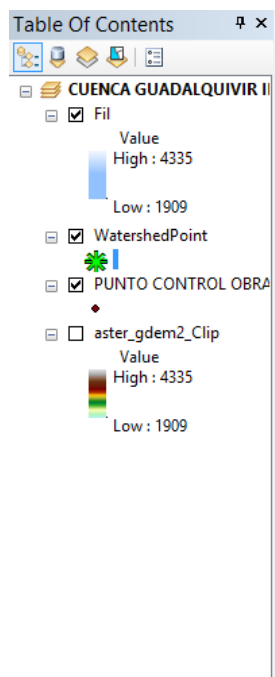 Table Of Contents
CUENCA GUADALQUIVIR
Fil
Value
High : 4335
Low : 1909
WatershedPoint
PUNTO CONTROL OBRA
aster_gdem2_Clip
Value
High : 4335
Low : 1909